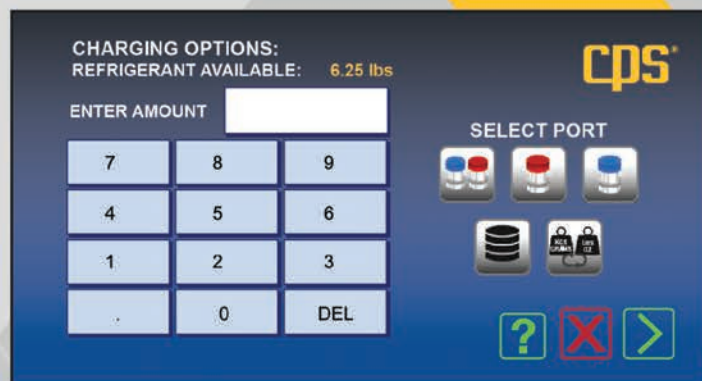 CHARGING OPTIONS:
REFRIGERANT AVAILABLE: 6.25 lbs
cps
ENTER AMOUNT
SELECT PORT
7 8 9
4 5 6
1 2 3
. 0 DEL
?